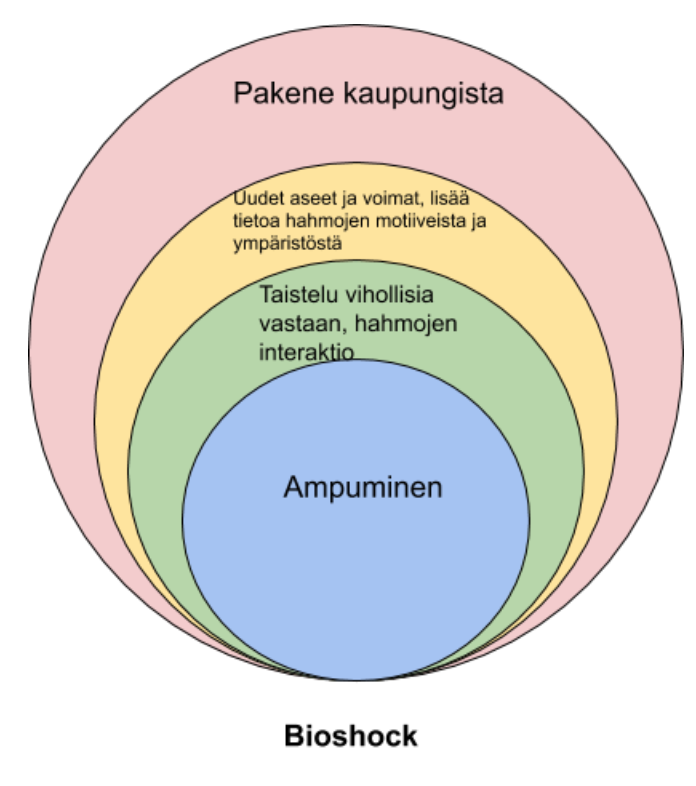 Pakene kaupungista
Uudet aseet ja voimat, lisää
tietoa hahmojen motiiveista ja
ympäristöstä
Taistelu vihollisia
vastaan, hahmojen
interaktio
Ampuminen
Bioshock